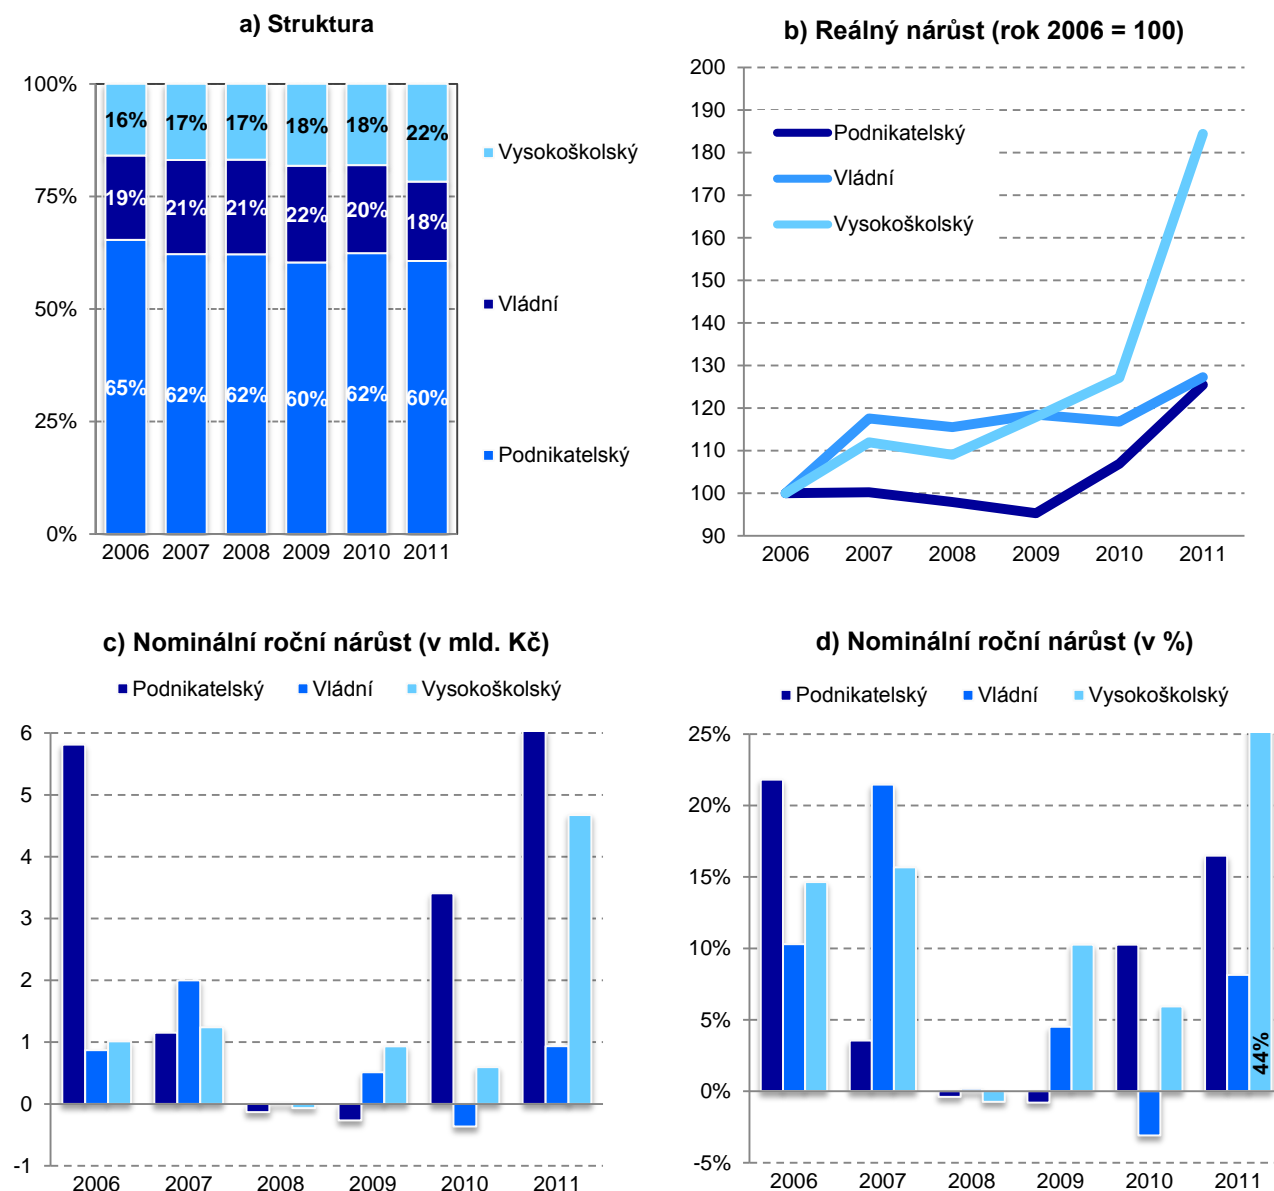 a) Struktura
100%
75%
50%
25%
0%
16% 17% 17% 18% 18% 22%
19% 21% 21% 22% 20% 18%
65% 62% 62% 60% 62% 60%
2006 2007 2008 2009 2010 2011
Vysokoškolský
Vládní
Podnikatelský
b) Reálný nárůst (rok 2006 = 100)
200
190
180
170
160
150
140
130
120
110
100
90
Podnikatelský
Vládní
Vysokoškolský
2006 2007 2008 2009 2010 2011
c) Nominální roční nárůst (v mld. Kč)
Podnikatelský Vládní Vysokoškolský
6
5
4
3
2
1
0
-1
2006 2007 2008 2009 2010 2011
d) Nominální roční nárůst (v %)
Podnikatelský Vládní Vysokoškolský
25%
20%
15%
10%
5%
0%
-5%
44%
2006 2007 2008 2009 2010 2011